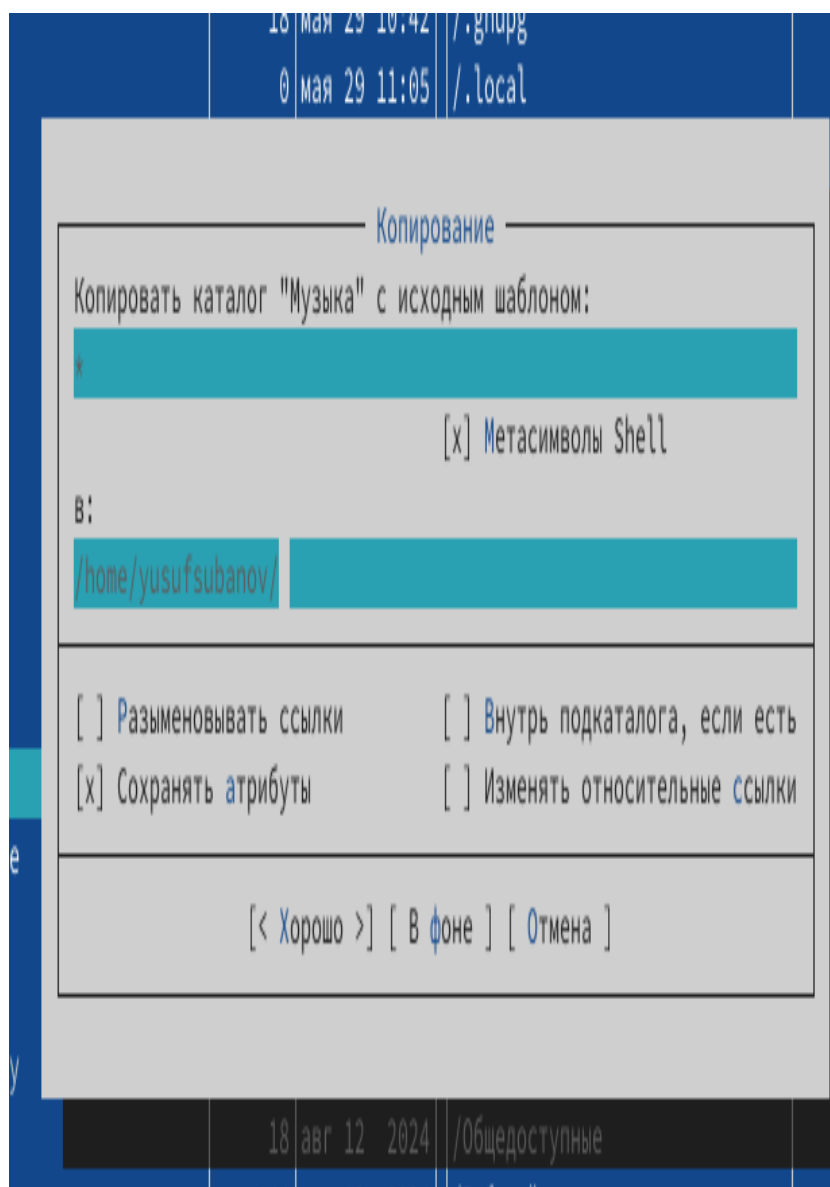 18 мая 29 10:42 /.gnupg
0 мая 29 11:05 /.local
Копирование
Копировать каталог "Музыка" с исходным шаблоном:
*
[x] Метасимволы Shell
в:
/home/yusufsubanov/
[ ] Разыменовывать ссылки [ ] Внутрь подкаталога, если есть
[x] Сохранять атрибуты [ ] Изменять относительные ссылки
е
[< Хорошо >] [ В фоне ] [ Отмена ]
у
18 авг 12 2024 /Общедоступные